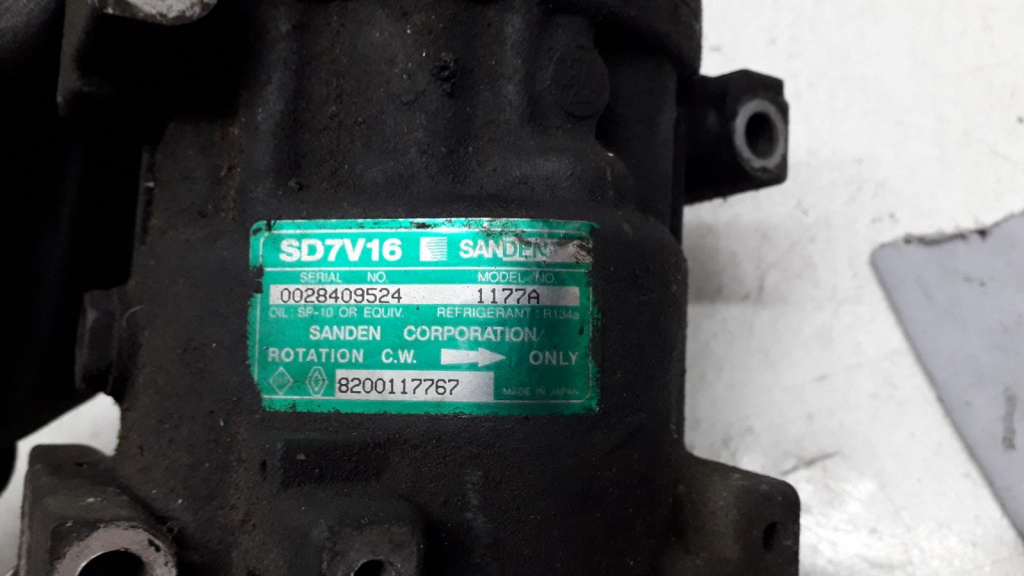 SD7V16 SANDEN
SERIAL NO. MODEL NO.
0028409524 1177A
OIL : SP-10 OR EQUIV. REFRIGERANT : R134a
SANDEN CORPORATION
ROTATION C.W. ONLY
8200117767 MADE IN JAPAN